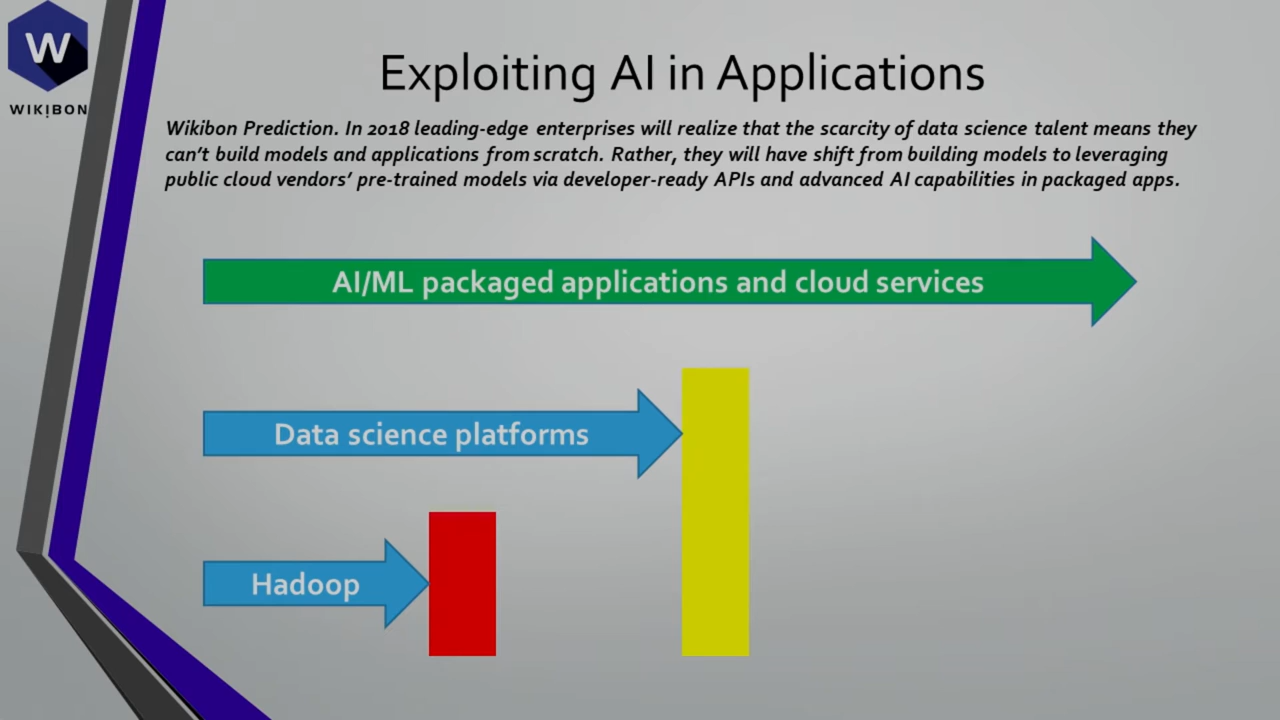 W
WIKIBON
Exploiting AI in Applications
Wikibon Prediction. In 2018 leading-edge enterprises will realize that the scarcity of data science talent means they
can't build models and applications from scratch. Rather, they will have shift from building models to leveraging
public cloud vendors' pre-trained models via developer-ready APIs and advanced AI capabilities in packaged apps.
AI/ML packaged applications and cloud services
Data science platforms
Hadoop